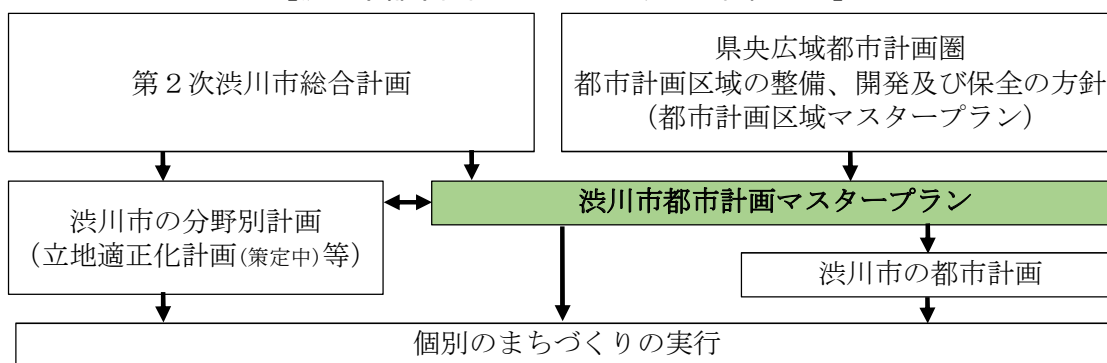 第２次渋川市総合計画
県央広域都市計画圏
都市計画区域の整備、開発及び保全の方針
（都市計画区域マスタープラン）
渋川市の分野別計画
（立地適正化計画(策定中)等）
渋川市都市計画マスタープラン
渋川市の都市計画
個別のまちづくりの実行